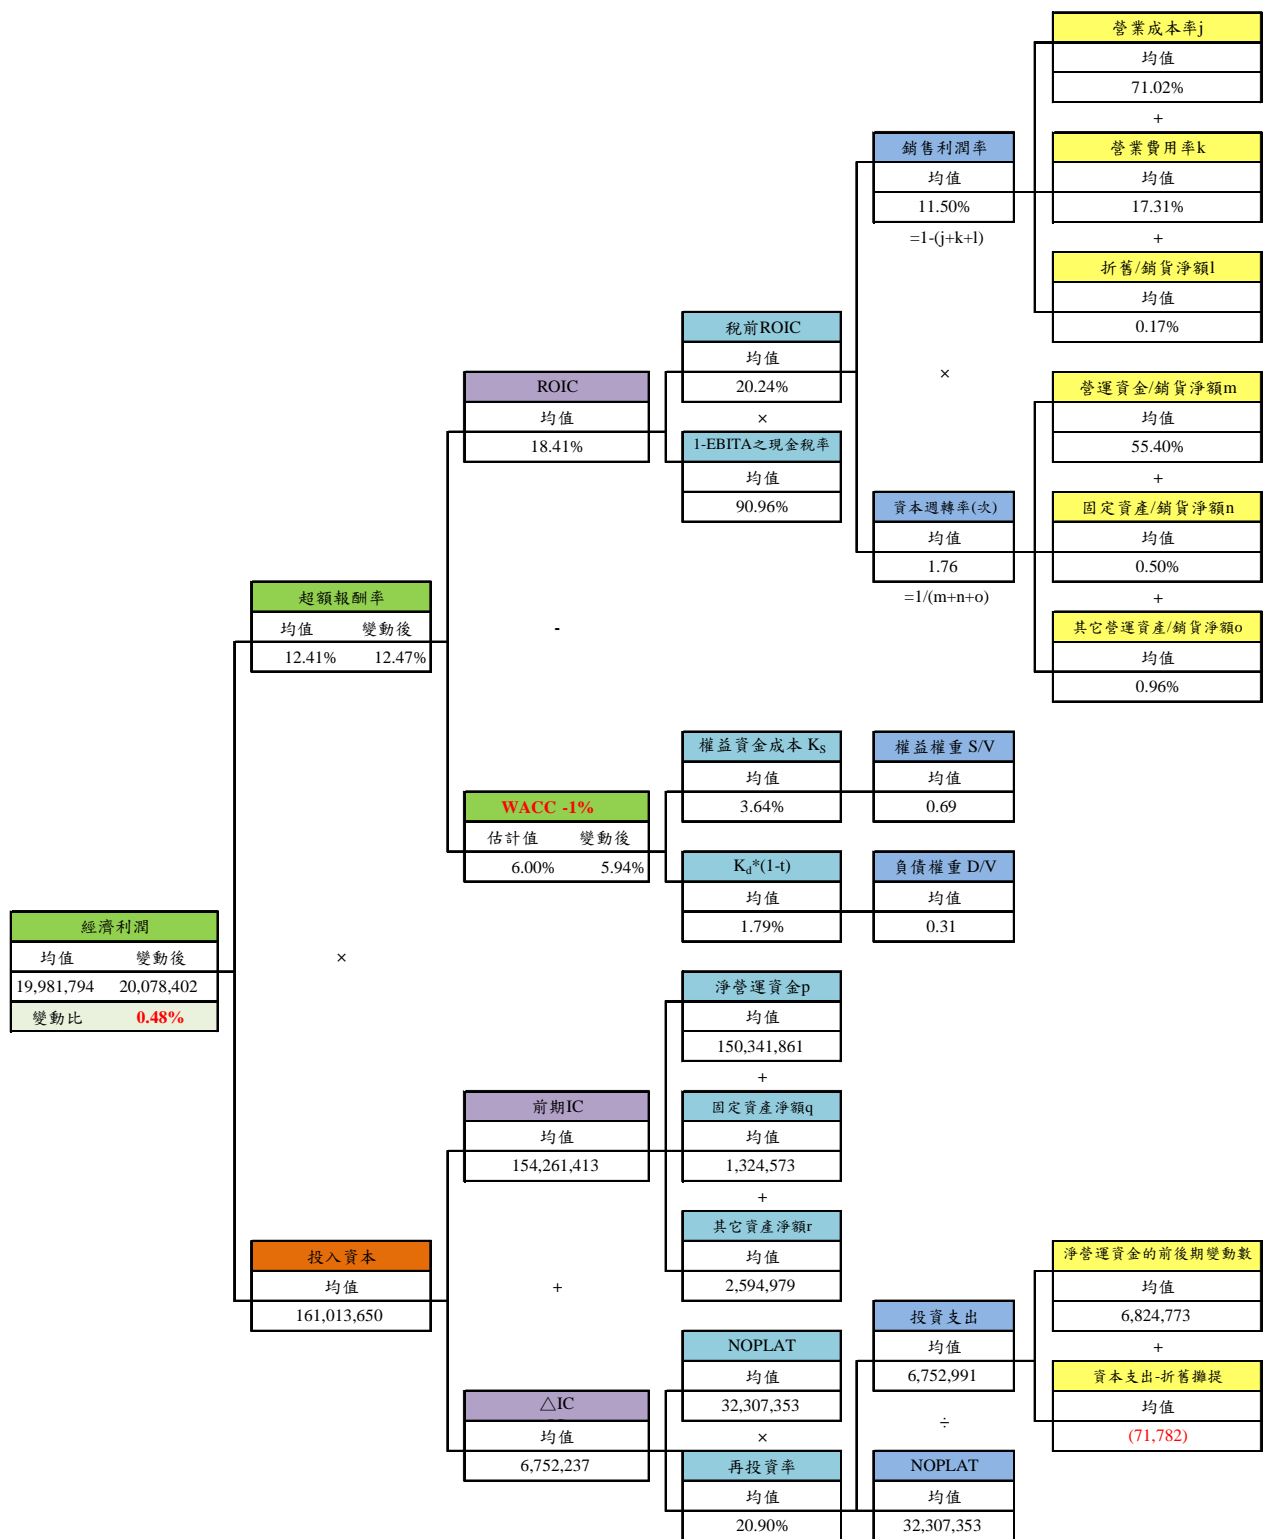 營業成本率j
均值
71.02%
+
營業費用率k
均值
17.31%
+
折舊/銷貨淨額l
均值
0.17%
銷售利潤率
均值
11.50%
=1-(j+k+l)
×
營運資金/銷貨淨額m
均值
55.40%
+
固定資產/銷貨淨額n
均值
0.50%
+
其它營運資產/銷貨淨額o
均值
0.96%
資本週轉率(次)
均值
1.76
=1/(m+n+o)
稅前ROIC
均值
20.24%
×
1-EBITA之現金稅率
均值
90.96%
ROIC
均值
18.41%
-
超額報酬率
均值 變動後
12.41% 12.47%
WACC -1%
估計值 變動後
6.00% 5.94%
權益資金成本 KS
均值
3.64%
權益權重 S/V
均值
0.69
Kd*(1-t)
均值
1.79%
負債權重 D/V
均值
0.31
經濟利潤
均值 變動後
19,981,794 20,078,402
變動比 0.48%
×
淨營運資金p
均值
150,341,861
+
固定資產淨額q
均值
1,324,573
+
其它資產淨額r
均值
2,594,979
前期IC
均值
154,261,413
+
投入資本
均值
161,013,650
△IC
均值
6,752,237
NOPLAT
均值
32,307,353
×
再投資率
均值
20.90%
投資支出
均值
6,752,991
÷
NOPLAT
均值
32,307,353
淨營運資金的前後期變動數
均值
6,824,773
+
資本支出-折舊攤提
均值
(71,782)